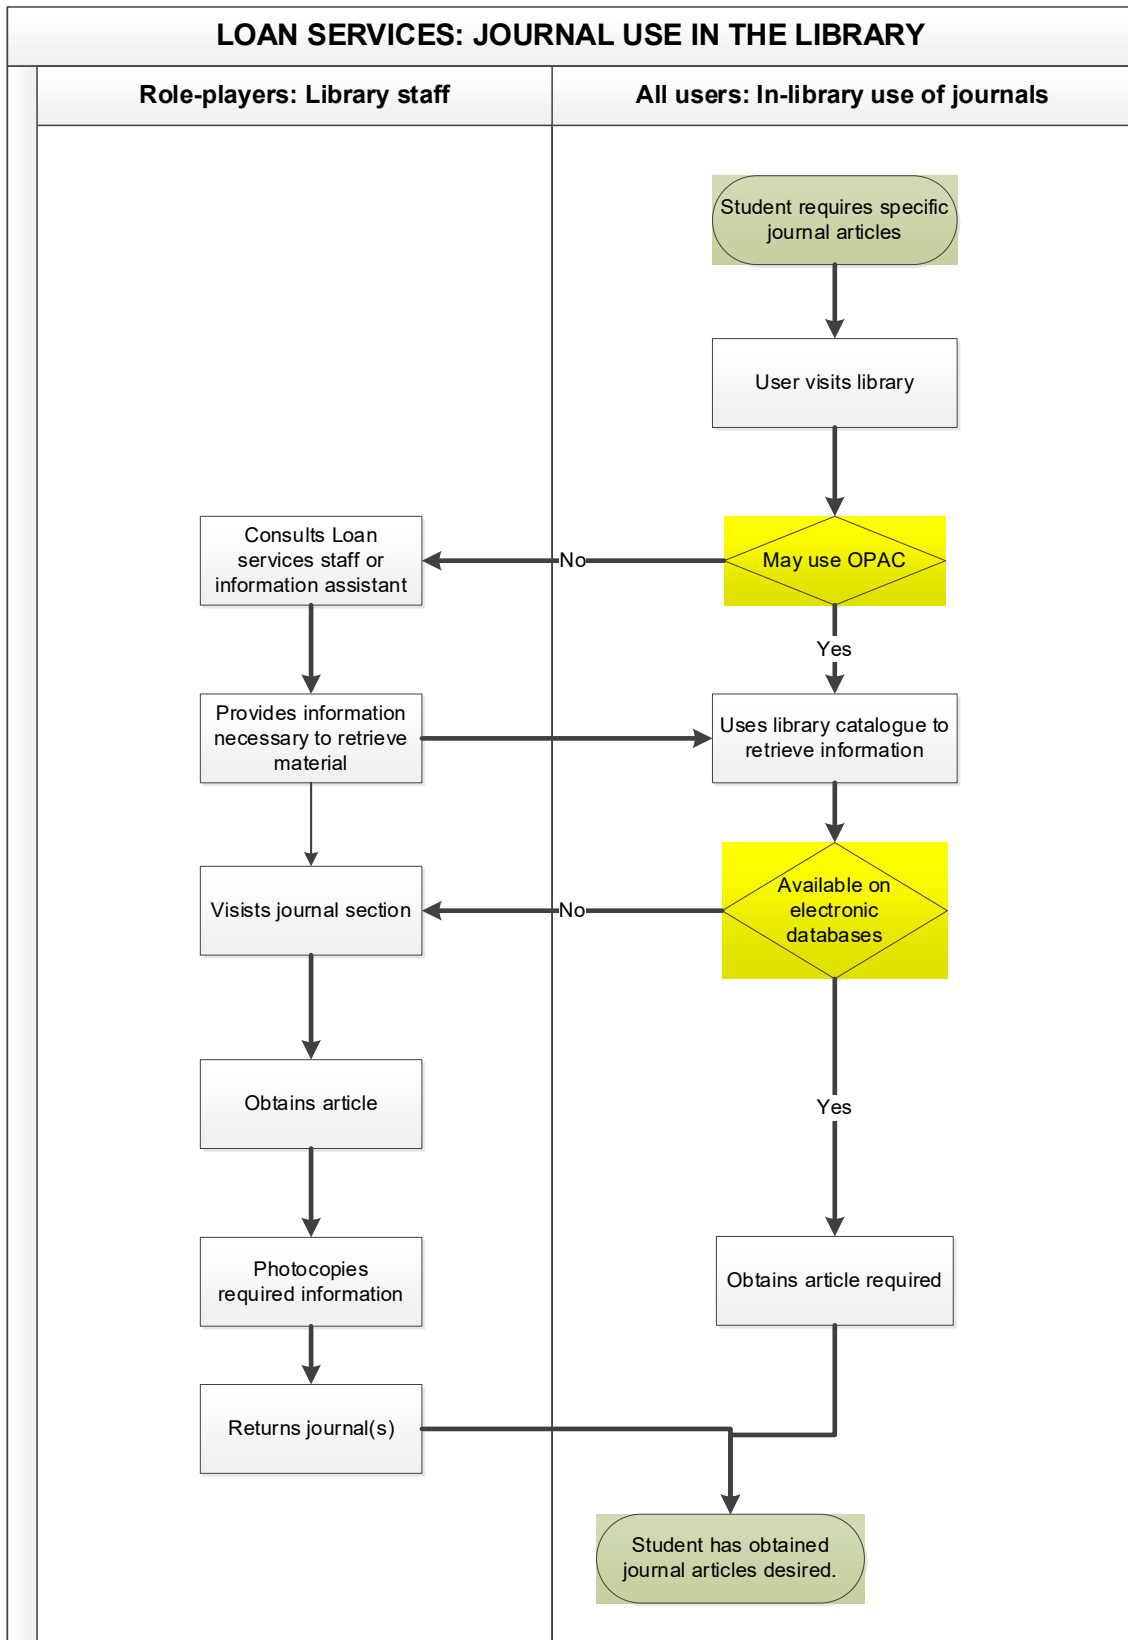 LOAN SERVICES: JOURNAL USE IN THE LIBRARY
Role-players: Library staff
All users: In-library use of journals
Student requires specific
journal articles
User visits library
May use OPAC
No
Consults Loan
services staff or
information assistant
Yes
Provides information
necessary to retrieve
material
Uses library catalogue to
retrieve information
Available on
electronic
databases
No
Visists journal section
Obtains article
Yes
Photocopies
required information
Obtains article required
Returns journal(s)
Student has obtained
journal articles desired.